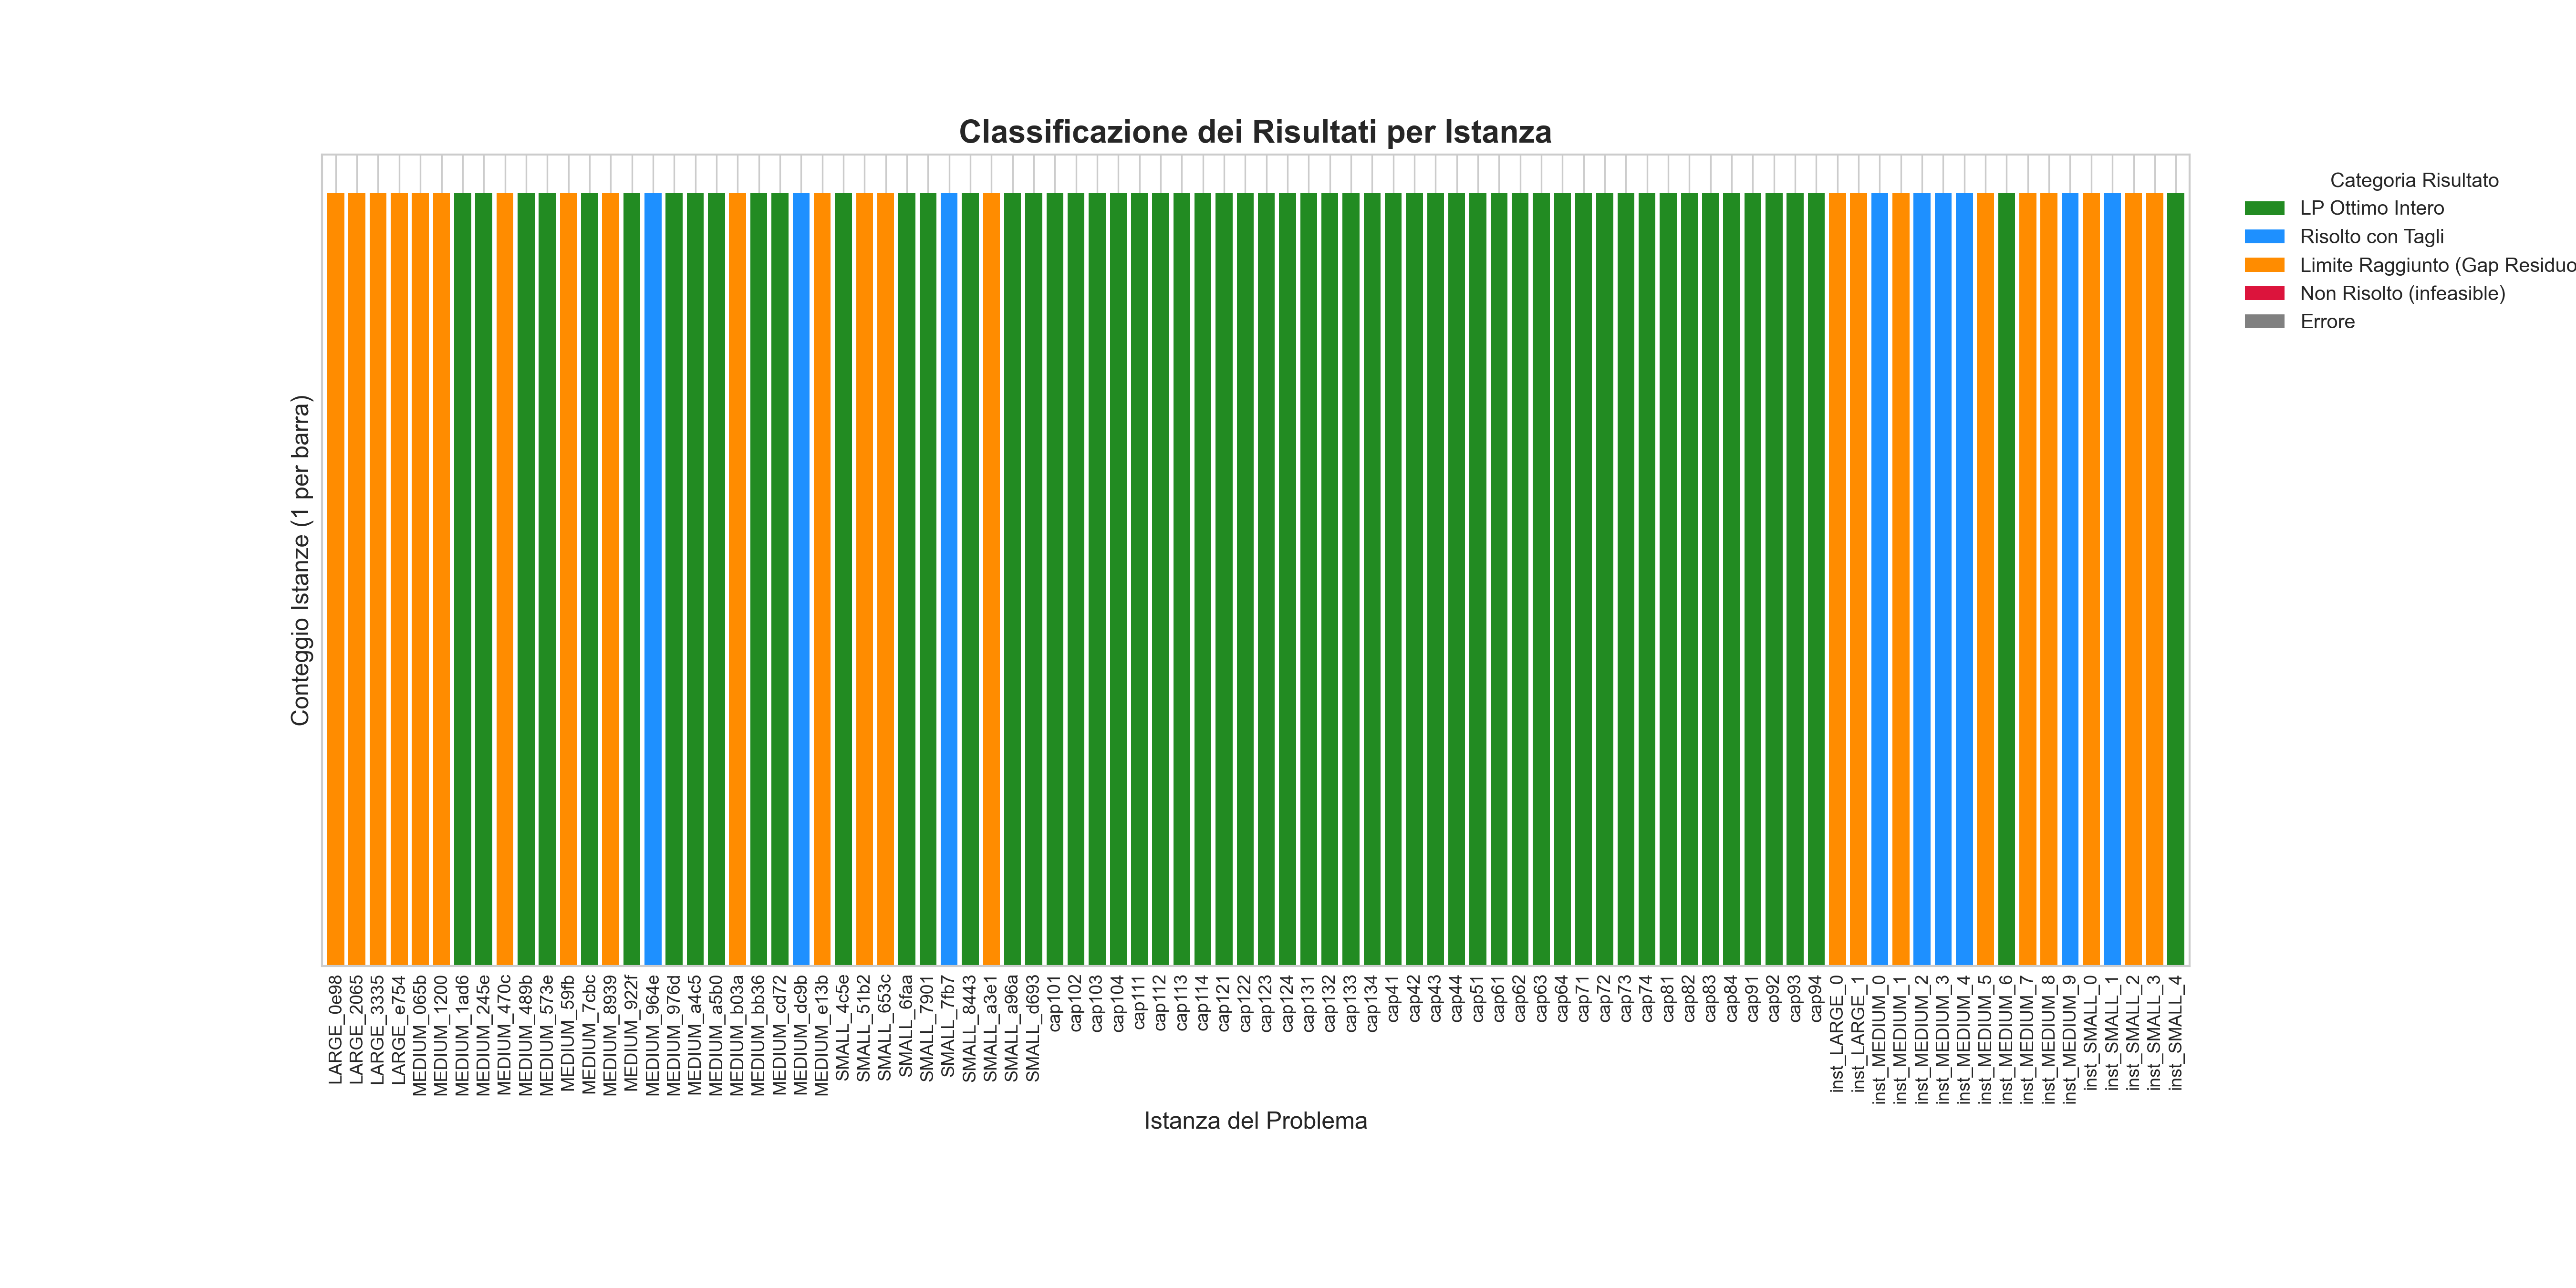 Classificazione dei Risultati per Istanza
Categoria Risultato
LP Ottimo Intero
Risolto con Tagli
Limite Raggiunto (Gap Residuo
Non Risolto (infeasible)
Errore
Conteggio Istanze (1 per barra)
LARGE_0e98
LARGE_2065
LARGE_3335
LARGE_e754
MEDIUM_065b
MEDIUM_1200
MEDIUM_1ad6
MEDIUM_245e
MEDIUM_470c
MEDIUM_489b
MEDIUM_573e
MEDIUM_59fb
MEDIUM_7cbc
MEDIUM_8939
MEDIUM_922f
MEDIUM_964e
MEDIUM_976d
MEDIUM_a4c5
MEDIUM_a5b0
MEDIUM_b03a
MEDIUM_bb36
MEDIUM_cd72
MEDIUM_dc9b
MEDIUM_e13b
SMALL_4c5e
SMALL_51b2
SMALL_653c
SMALL_6faa
SMALL_7901
SMALL_7fb7
SMALL_8443
SMALL_a3e1
SMALL_a96a
SMALL_d693
cap101
cap102
cap103
cap104
cap111
cap112
cap113
cap114
cap121
cap122
cap123
cap124
cap131
cap132
cap133
cap134
cap41
cap42
cap43
cap44
cap51
cap61
cap62
cap63
cap64
cap71
cap72
cap73
cap74
cap81
cap82
cap83
cap84
cap91
cap92
cap93
cap94
inst_LARGE_0
inst_LARGE_1
inst_MEDIUM_0
inst_MEDIUM_1
inst_MEDIUM_2
inst_MEDIUM_3
inst_MEDIUM_4
inst_MEDIUM_5
inst_MEDIUM_6
inst_MEDIUM_7
inst_MEDIUM_8
inst_MEDIUM_9
inst_SMALL_0
inst_SMALL_1
inst_SMALL_2
inst_SMALL_3
inst_SMALL_4
Istanza del Problema